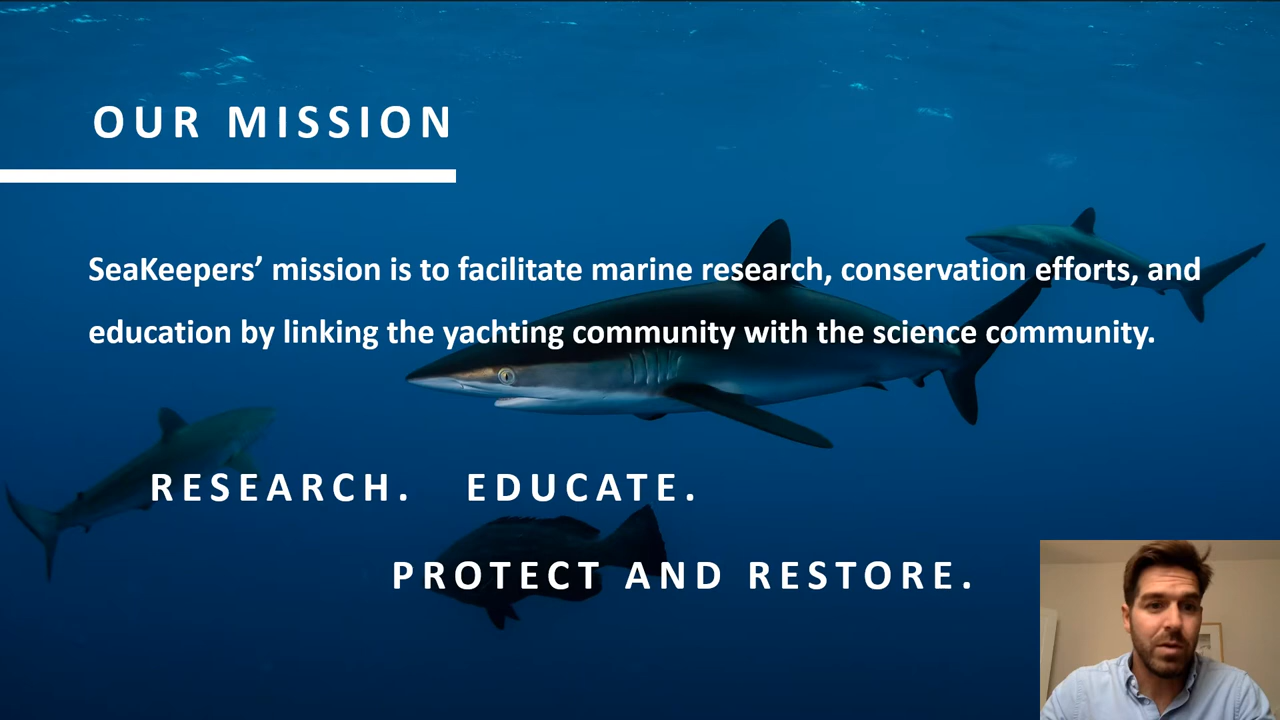 OUR MISSION
SeaKeepers’ mission is to facilitate marine research, conservation efforts, and
education by linking the yachting community with the science community.
RESEARCH. EDUCATE.
PROTECT AND RESTORE.